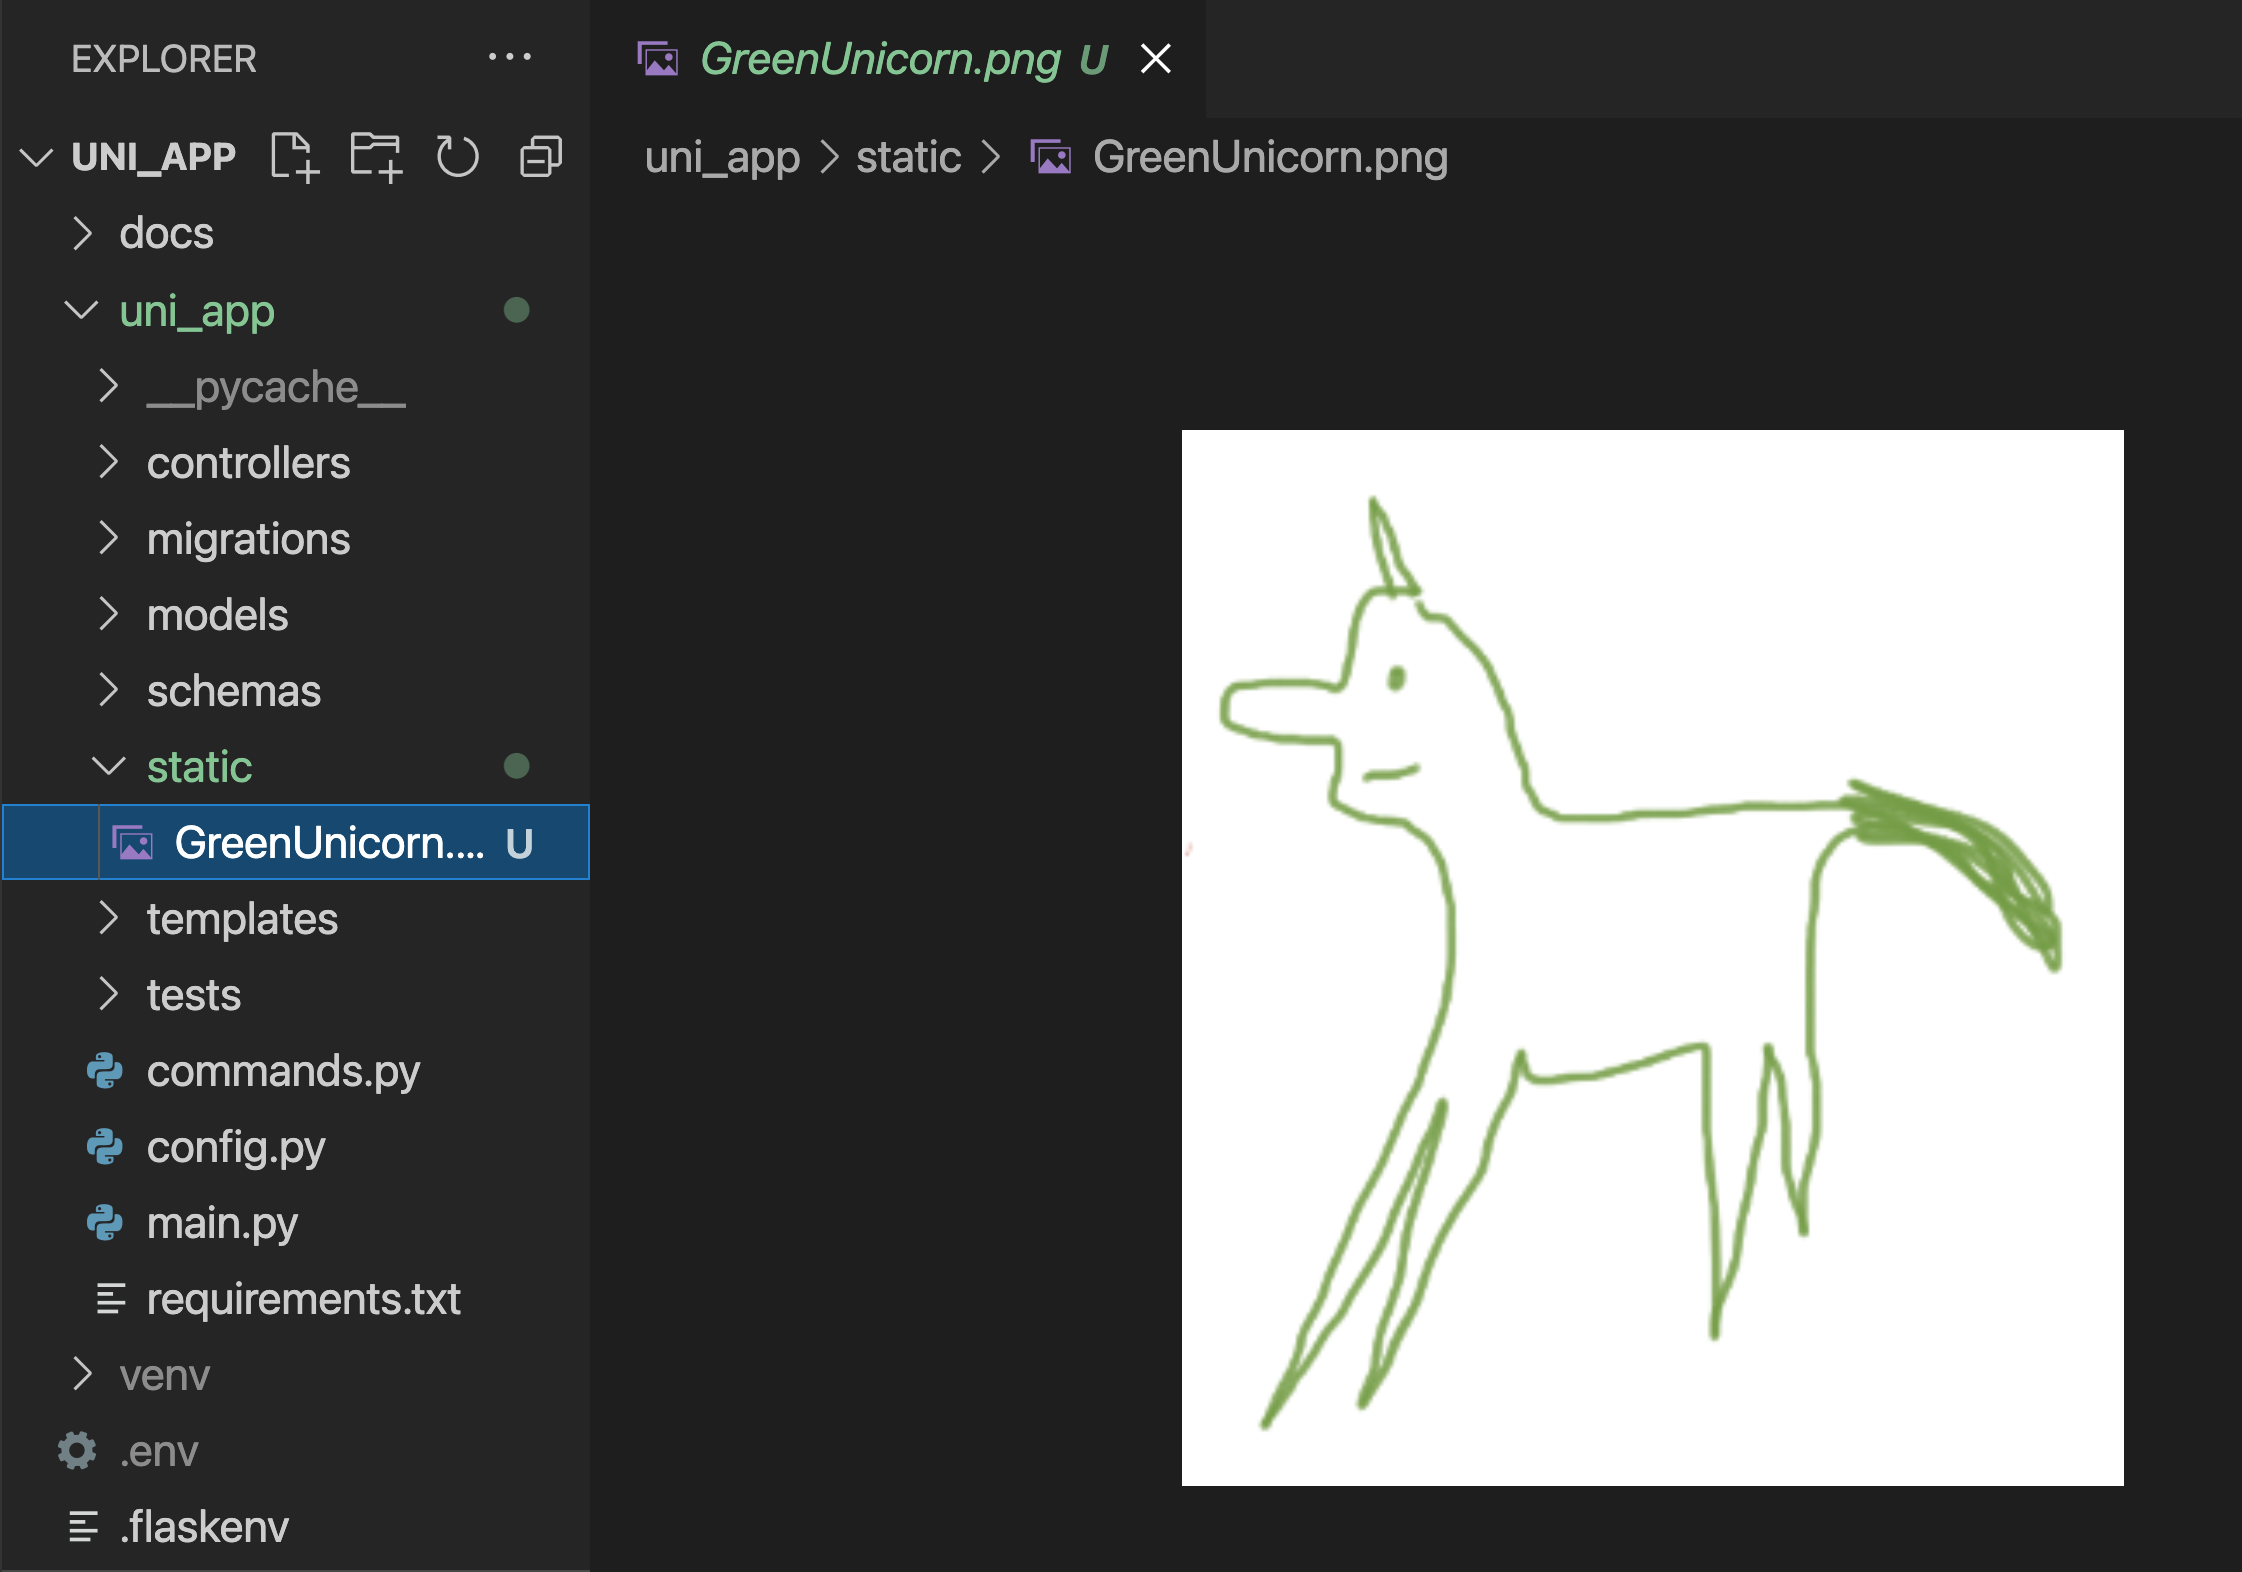 EXPLORER
UNI_APP
docs
uni_app
__pycache__
controllers
migrations
models
schemas
static
GreenUnicorn.... U
templates
tests
commands.py
config.py
main.py
requirements.txt
venv
.env
.flaskenv
GreenUnicorn.png U
uni_app > static > GreenUnicorn.png